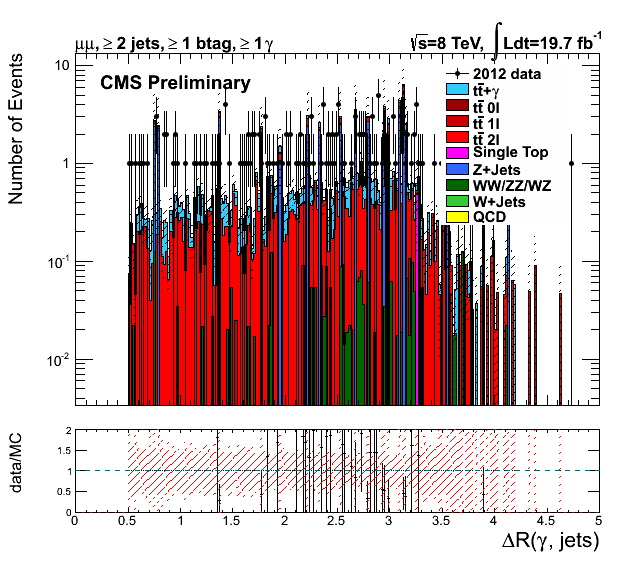 μμ, ≥ 2 jets, ≥ 1 btag, ≥ 1 γ
√s=8 TeV, ∫ Ldt=19.7 fb⁻¹
Number of Events
CMS Preliminary
2012 data
tt̄+γ
tt̄ 0l
tt̄ 1l
tt̄ 2l
Single Top
Z+Jets
WW/ZZ/WZ
W+Jets
QCD
10
1
10⁻¹
10⁻²
data/MC
2
1.5
1
0.5
0
0 0.5 1 1.5 2 2.5 3 3.5 4 4.5 5
ΔR(γ, jets)